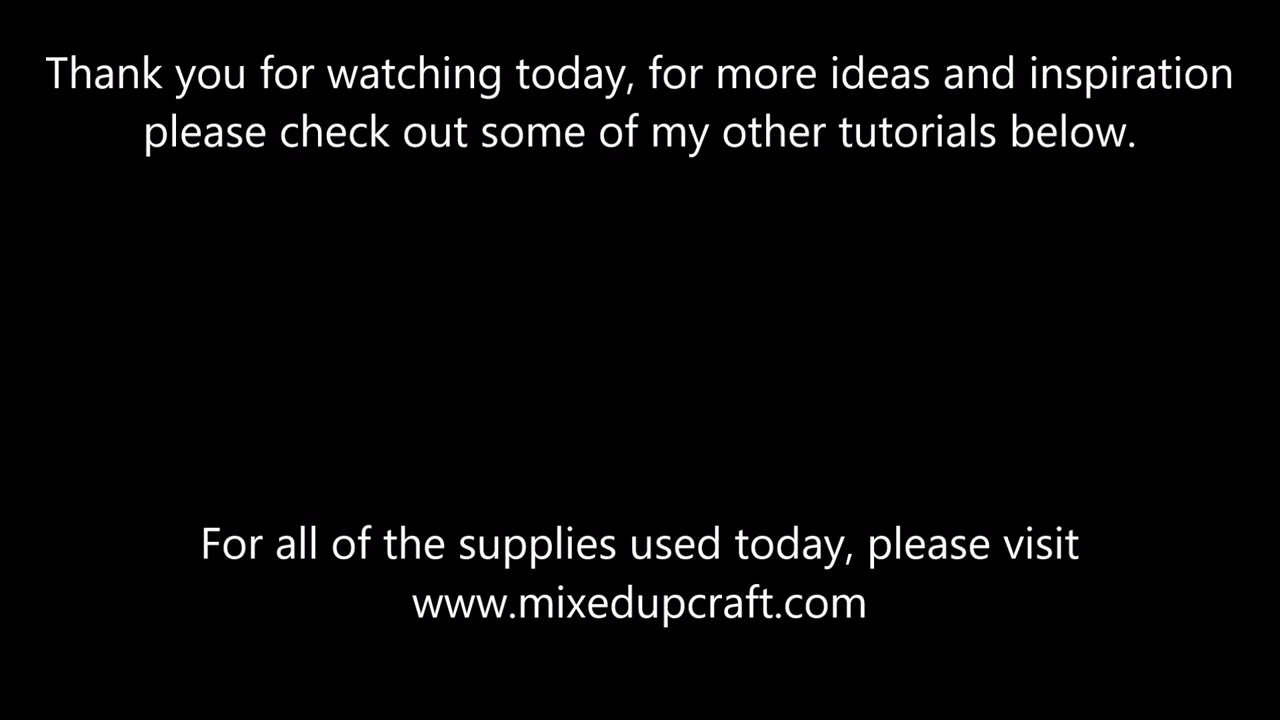 Thank you for watching today, for more ideas and inspiration
please check out some of my other tutorials below.
For all of the supplies used today, please visit
www.mixedupcraft.com